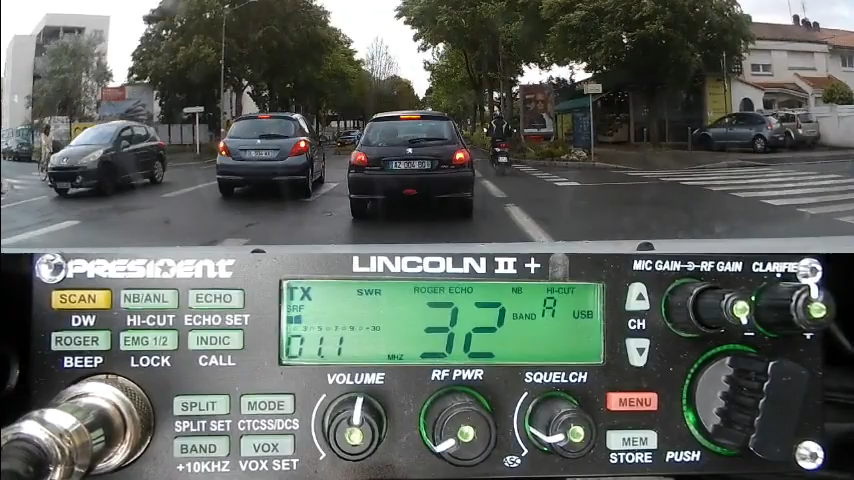 PRESIDENT
LINCOLN II +
MIC GAIN RF GAIN CLARIFIER
SCAN
NB/ANL
ECHO
DW
HI-CUT
ECHO SET
ROGER
EMG 1/2
INDIV
BEEP
LOCK
CALL
TX SWR ROGER ECHO NB HI-CUT
SRF
32 BAND A USB
01.1 MHZ
CH
VOLUME
RF PWR
SQUELCH
MENU
SPLIT
MODE
SPLIT SET
CTCSS/DCS
BAND
VOX
+10KHZ
VOX SET
MEM
STORE
PUSH
ASC